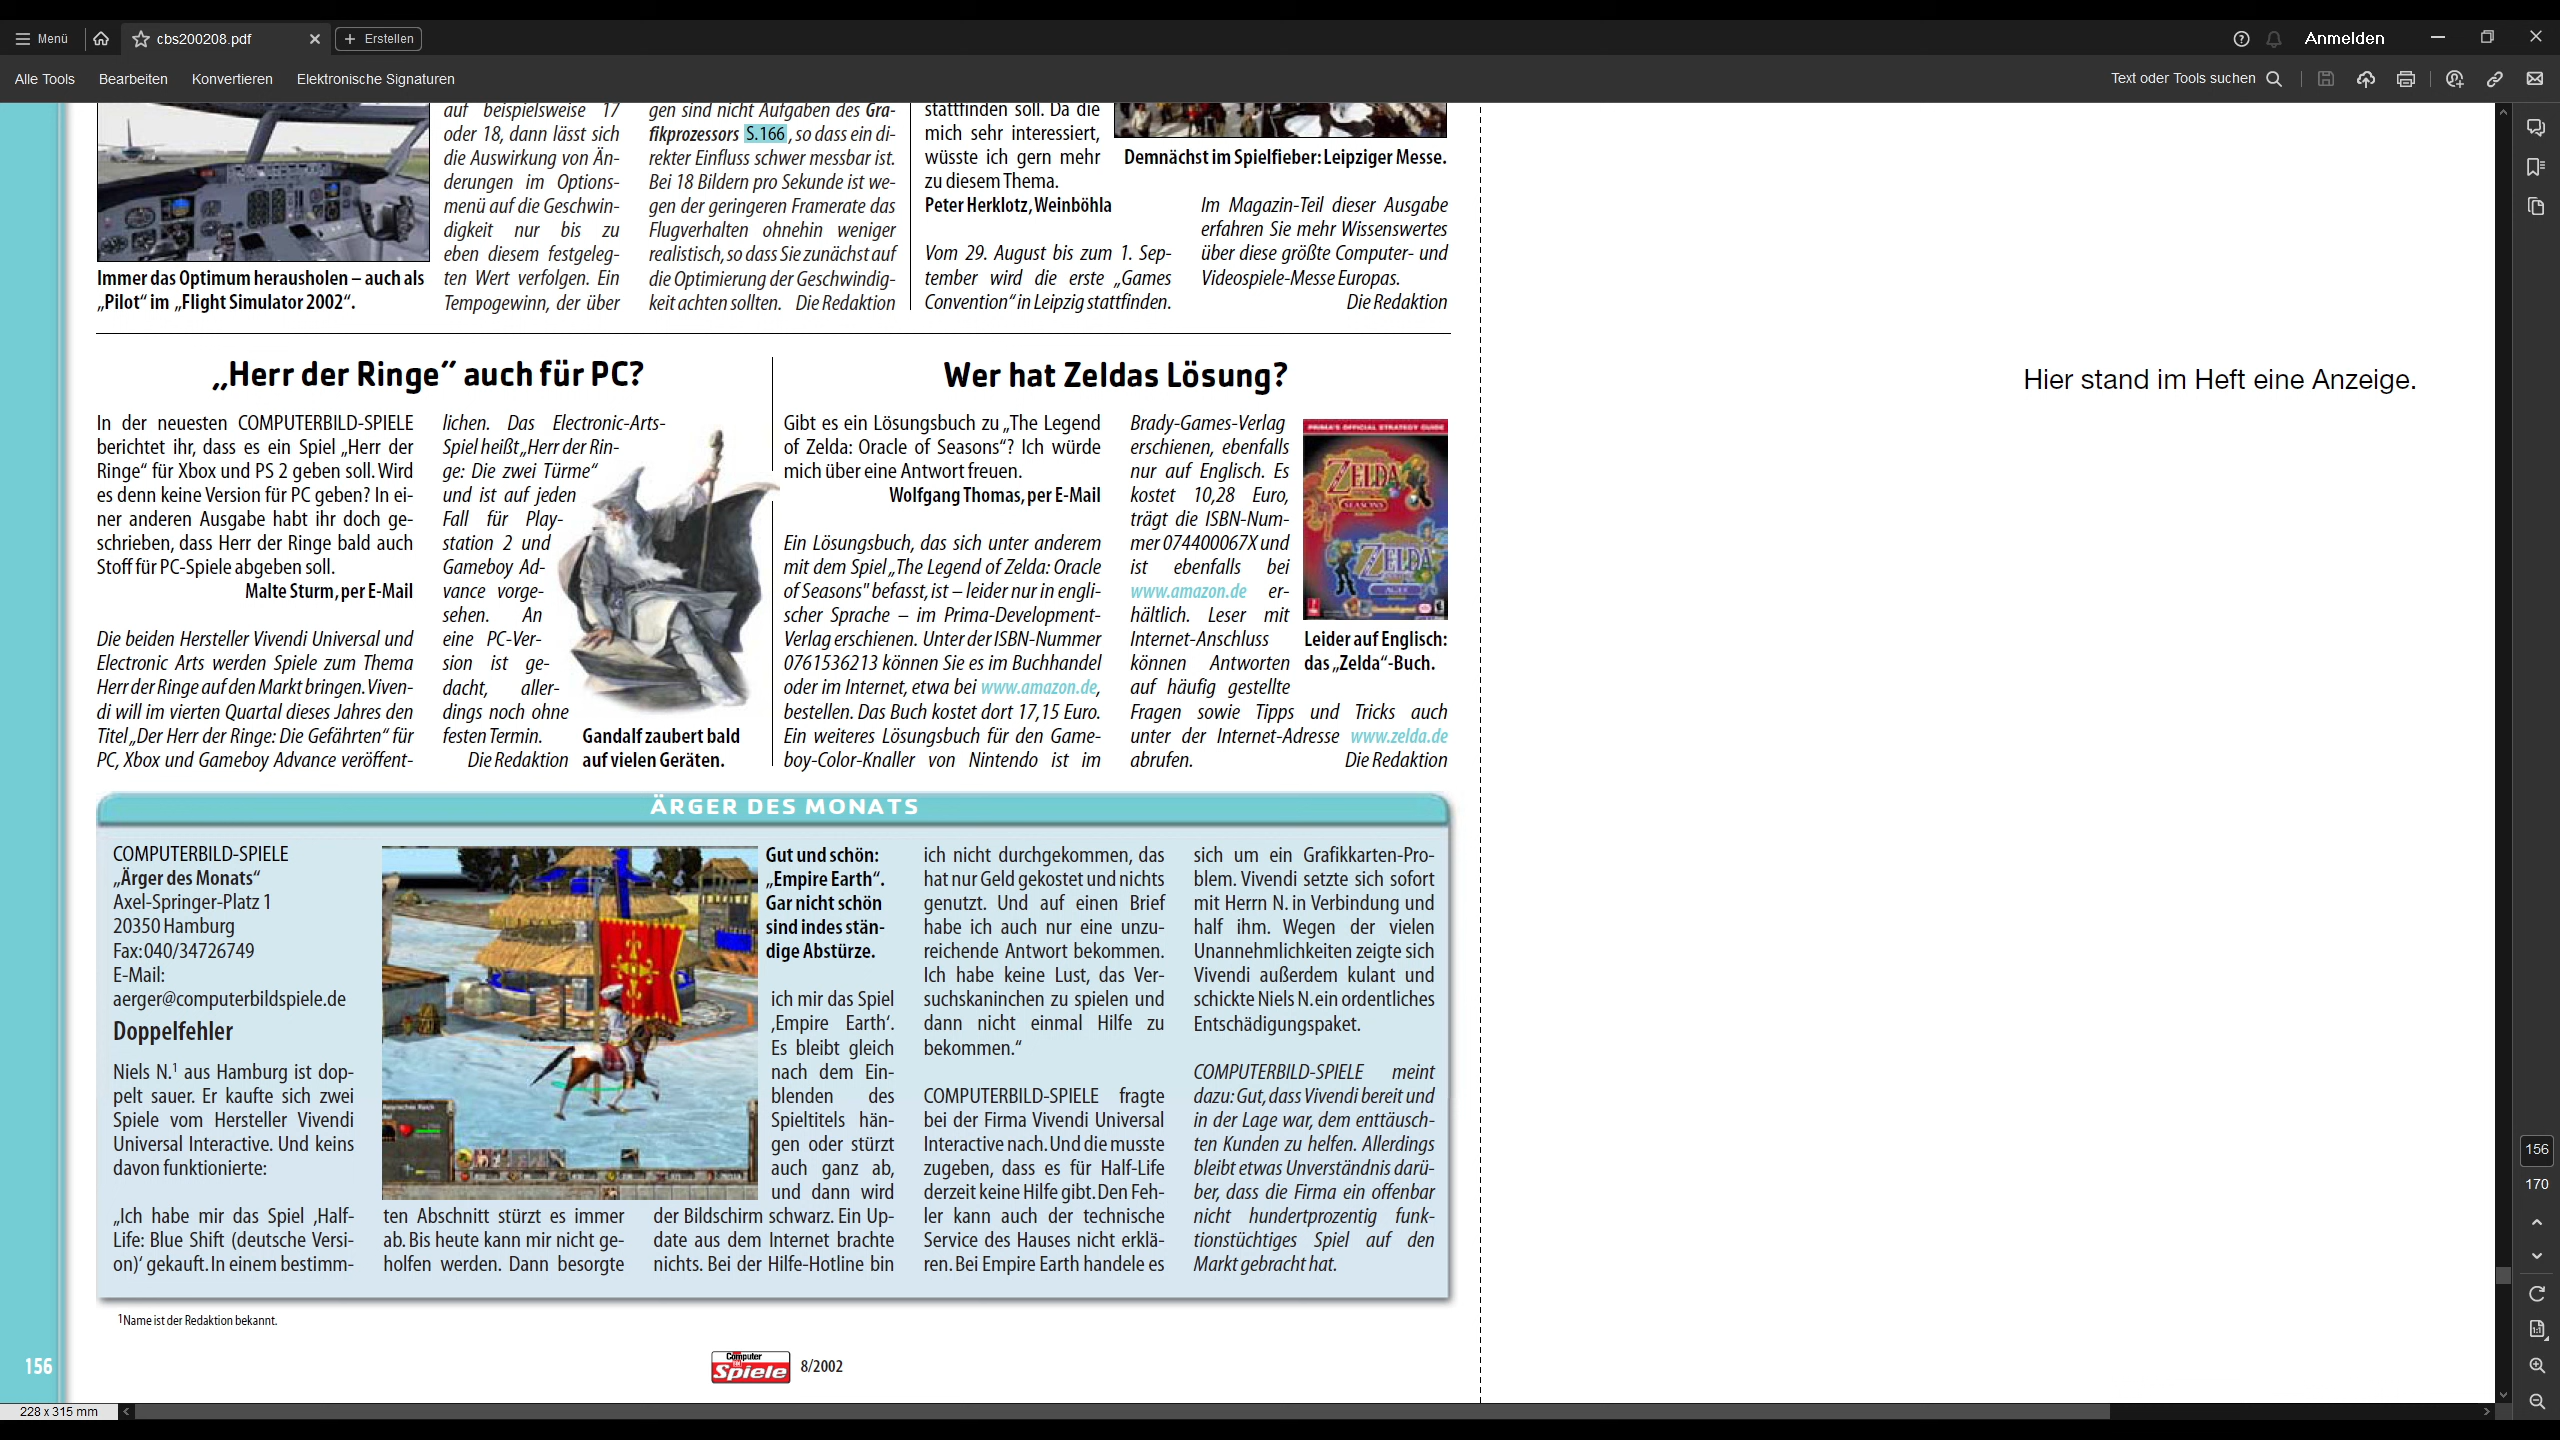 Menü
cbs200208.pdf
Erstellen
Anmelden
Alle Tools
Bearbeiten
Konvertieren
Elektronische Signaturen
Text oder Tools suchen
auf beispielsweise 17
oder 18, dann lässt sich
die Auswirkung von Än-
derungen im Options-
menü auf die Geschwin-
digkeit nur bis zu
eben diesem festgeleg-
ten Wert verfolgen. Ein
Tempogewinn, der über
Immer das Optimum herausholen – auch als
„Pilot“ im „Flight Simulator 2002“.
gen sind nicht Aufgaben des Gra-
fikprozessors S.166, so dass ein di-
rekter Einfluss schwer messbar ist.
Bei 18 Bildern pro Sekunde ist we-
gen der geringeren Framerate das
Flugverhalten ohnehin weniger
realistisch, so dass Sie zunächst auf
die Optimierung der Geschwindig-
keit achten sollten. Die Redaktion
stattfinden soll. Da die
mich sehr interessiert,
wüsste ich gern mehr
zu diesem Thema.
Peter Herklotz, Weinböhla
Vom 29. August bis zum 1. Sep-
tember wird die erste „Games
Convention“ in Leipzig stattfinden.
Demnächst im Spielfieber: Leipziger Messe.
Im Magazin-Teil dieser Ausgabe
erfahren Sie mehr Wissenswertes
über diese größte Computer- und
Videospiele-Messe Europas.
Die Redaktion
„Herr der Ringe“ auch für PC?
In der neuesten COMPUTERBILD-SPIELE
berichtet ihr, dass es ein Spiel „Herr der
Ringe“ für Xbox und PS 2 geben soll. Wird
es denn keine Version für PC geben? In ei-
ner anderen Ausgabe habt ihr doch ge-
schrieben, dass Herr der Ringe bald auch
Stoff für PC-Spiele abgeben soll.
Malte Sturm, per E-Mail
Die beiden Hersteller Vivendi Universal und
Electronic Arts werden Spiele zum Thema
Herr der Ringe auf den Markt bringen. Viven-
di will im vierten Quartal dieses Jahres den
Titel „Der Herr der Ringe: Die Gefährten“ für
PC, Xbox und Gameboy Advance veröffent-
lichen. Das Electronic-Arts-
Spiel heißt „Herr der Rin-
ge: Die zwei Türme“
und ist auf jeden
Fall für Play-
station 2 und
Gameboy Ad-
vance vorge-
sehen. An
eine PC-Ver-
sion ist ge-
dacht, aller-
dings noch ohne
festen Termin.
Die Redaktion
Gandalf zaubert bald
auf vielen Geräten.
Wer hat Zeldas Lösung?
Gibt es ein Lösungsbuch zu „The Legend
of Zelda: Oracle of Seasons“? Ich würde
mich über eine Antwort freuen.
Wolfgang Thomas, per E-Mail
Ein Lösungsbuch, das sich unter anderem
mit dem Spiel „The Legend of Zelda: Oracle
of Seasons" befasst, ist – leider nur in engli-
scher Sprache – im Prima-Development-
Verlag erschienen. Unter der ISBN-Nummer
0761536213 können Sie es im Buchhandel
oder im Internet, etwa bei www.amazon.de,
bestellen. Das Buch kostet dort 17,15 Euro.
Ein weiteres Lösungsbuch für den Game-
boy-Color-Knaller von Nintendo ist im
Brady-Games-Verlag
erschienen, ebenfalls
nur auf Englisch. Es
kostet 10,28 Euro,
trägt die ISBN-Num-
mer 074400067X und
ist ebenfalls bei
www.amazon.de er-
hältlich. Leser mit
Internet-Anschluss
können Antworten
auf häufig gestellte
Fragen sowie Tipps und Tricks auch
unter der Internet-Adresse www.zelda.de
abrufen. Die Redaktion
PRIMA'S OFFICIAL STRATEGY GUIDE
ZELDA
SEASONS
ZELDA
AGES
Leider auf Englisch:
das „Zelda“-Buch.
Hier stand im Heft eine Anzeige.
ÄRGER DES MONATS
COMPUTERBILD-SPIELE
„Ärger des Monats“
Axel-Springer-Platz 1
20350 Hamburg
Fax: 040/34726749
E-Mail:
aerger@computerbildspiele.de
Doppelfehler
Niels N.¹ aus Hamburg ist dop-
pelt sauer. Er kaufte sich zwei
Spiele vom Hersteller Vivendi
Universal Interactive. Und keins
davon funktionierte:
„Ich habe mir das Spiel ‚Half-
Life: Blue Shift (deutsche Versi-
on)‘ gekauft. In einem bestimm-
ten Abschnitt stürzt es immer
ab. Bis heute kann mir nicht ge-
holfen werden. Dann besorgte
Gut und schön:
„Empire Earth“.
Gar nicht schön
sind indes stän-
dige Abstürze.
ich mir das Spiel
‚Empire Earth‘.
Es bleibt gleich
nach dem Ein-
blenden des
Spieltitels hän-
gen oder stürzt
auch ganz ab,
und dann wird
der Bildschirm schwarz. Ein Up-
date aus dem Internet brachte
nichts. Bei der Hilfe-Hotline bin
ich nicht durchgekommen, das
hat nur Geld gekostet und nichts
genutzt. Und auf einen Brief
habe ich auch nur eine unzu-
reichende Antwort bekommen.
Ich habe keine Lust, das Ver-
suchskaninchen zu spielen und
dann nicht einmal Hilfe zu
bekommen.“
COMPUTERBILD-SPIELE fragte
bei der Firma Vivendi Universal
Interactive nach. Und die musste
zugeben, dass es für Half-Life
derzeit keine Hilfe gibt. Den Feh-
ler kann auch der technische
Service des Hauses nicht erklä-
ren. Bei Empire Earth handele es
sich um ein Grafikkarten-Pro-
blem. Vivendi setzte sich sofort
mit Herrn N. in Verbindung und
half ihm. Wegen der vielen
Unannehmlichkeiten zeigte sich
Vivendi außerdem kulant und
schickte Niels N. ein ordentliches
Entschädigungspaket.
COMPUTERBILD-SPIELE meint
dazu: Gut, dass Vivendi bereit und
in der Lage war, dem enttäusch-
ten Kunden zu helfen. Allerdings
bleibt etwas Unverständnis darü-
ber, dass die Firma ein offenbar
nicht hundertprozentig funk-
tionstüchtiges Spiel auf den
Markt gebracht hat.
¹Name ist der Redaktion bekannt.
156
Computer
Spiele
8/2002
156
170
228 x 315 mm